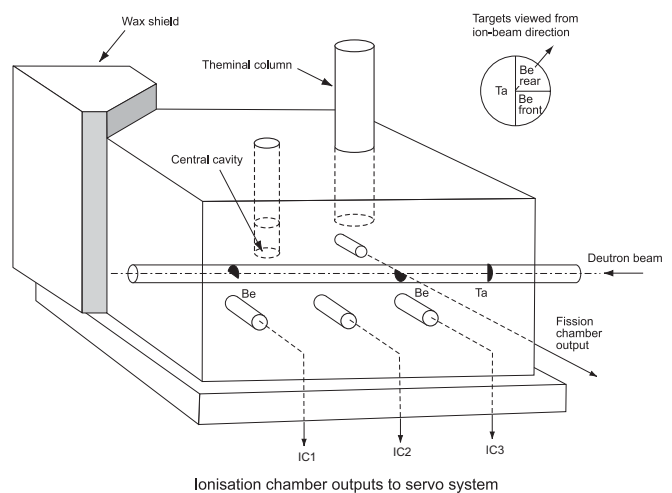 Wax shield
Targets viewed from
ion-beam direction
Theminal column
Be
rear
Ta
Be
front
Central cavity
Deutron beam
Be
Be
Ta
Fission
chamber
output
IC1
IC2
IC3
Ionisation chamber outputs to servo system